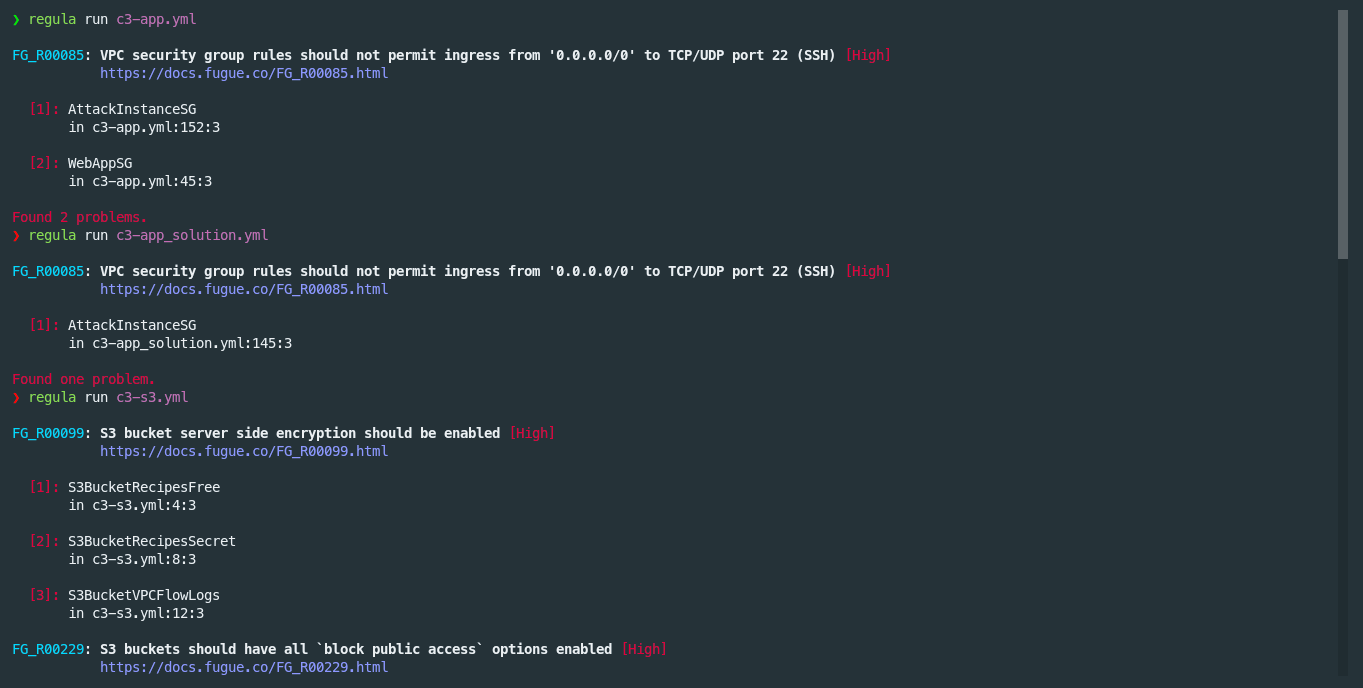 ❯ regula run c3-app.yml
FG_R00085: VPC security group rules should not permit ingress from '0.0.0.0/0' to TCP/UDP port 22 (SSH) [High]
https://docs.fugue.co/FG_R00085.html
[1]: AttackInstanceSG
in c3-app.yml:152:3
[2]: WebAppSG
in c3-app.yml:45:3
Found 2 problems.
❯ regula run c3-app_solution.yml
FG_R00085: VPC security group rules should not permit ingress from '0.0.0.0/0' to TCP/UDP port 22 (SSH) [High]
https://docs.fugue.co/FG_R00085.html
[1]: AttackInstanceSG
in c3-app_solution.yml:145:3
Found one problem.
❯ regula run c3-s3.yml
FG_R00099: S3 bucket server side encryption should be enabled [High]
https://docs.fugue.co/FG_R00099.html
[1]: S3BucketRecipesFree
in c3-s3.yml:4:3
[2]: S3BucketRecipesSecret
in c3-s3.yml:8:3
[3]: S3BucketVPCFlowLogs
in c3-s3.yml:12:3
FG_R00229: S3 buckets should have all `block public access` options enabled [High]
https://docs.fugue.co/FG_R00229.html